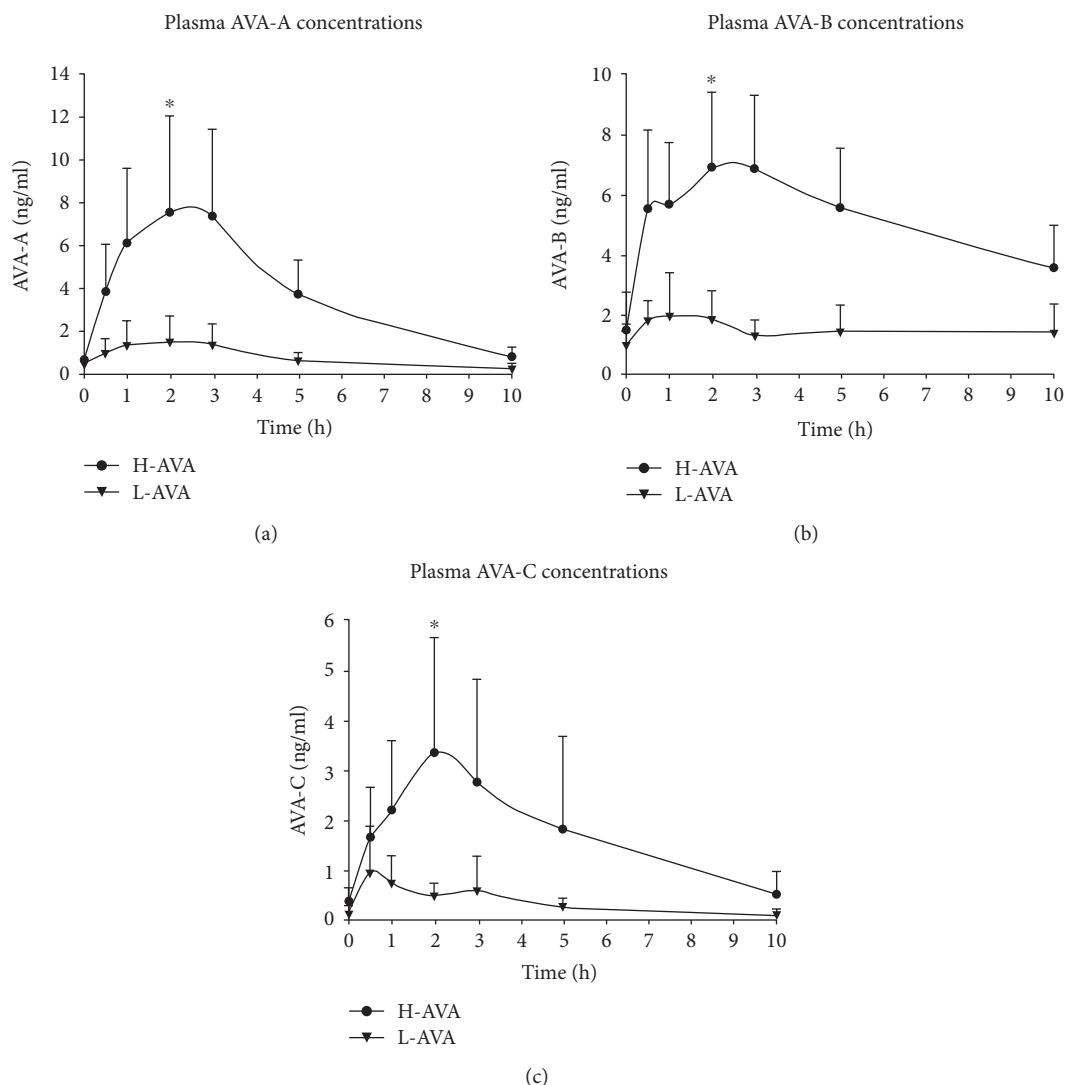 Plasma AVA-A concentrations
AVA-A (ng/ml)
14
12
10
8
6
4
2
0
*
0 1 2 3 4 5 6 7 8 9 10
Time (h)
H-AVA
L-AVA
(a)
Plasma AVA-B concentrations
AVA-B (ng/ml)
10
8
6
4
2
0
*
0 1 2 3 4 5 6 7 8 9 10
Time (h)
H-AVA
L-AVA
(b)
Plasma AVA-C concentrations
AVA-C (ng/ml)
6
5
4
3
2
1
0
*
0 1 2 3 4 5 6 7 8 9 10
Time (h)
H-AVA
L-AVA
(c)